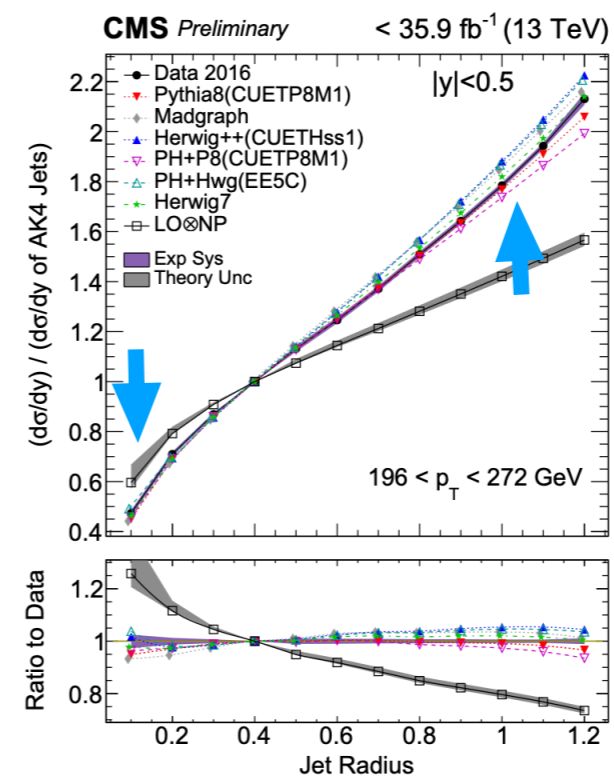 CMS Preliminary < 35.9 fb⁻¹ (13 TeV)
(dσ/dy) / (dσ/dy of AK4 Jets)
2.2
2
1.8
1.6
1.4
1.2
1
0.8
0.6
0.4
Data 2016
Pythia8(CUETP8M1)
Madgraph
Herwig++(CUETHss1)
PH+P8(CUETP8M1)
PH+Hwg(EE5C)
Herwig7
LO⊗NP
Exp Sys
Theory Unc
|y|<0.5
196 < p_T < 272 GeV
Ratio to Data
1.2
1
0.8
0.2 0.4 0.6 0.8 1 1.2
Jet Radius